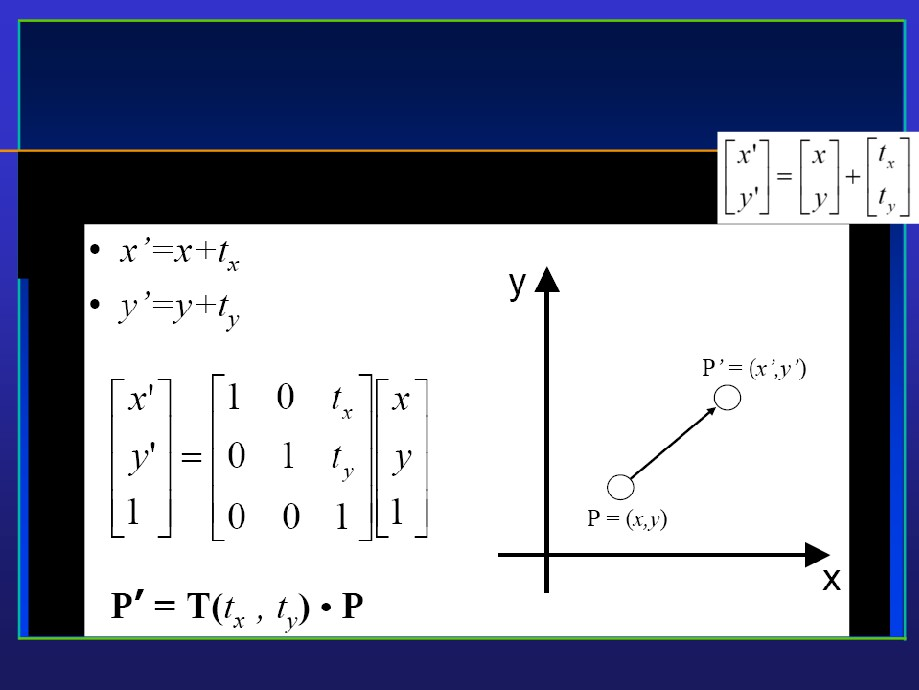 [x'] = [x] + [t_x]
[y'] [y] [t_y]
• x’=x+t_x
• y’=y+t_y
[x'] = [1 0 t_x] [x]
[y'] [0 1 t_y] [y]
[1] [0 0 1] [1]
P’ = T(t_x , t_y) • P
y
P’ = (x’,y’)
P = (x,y)
x